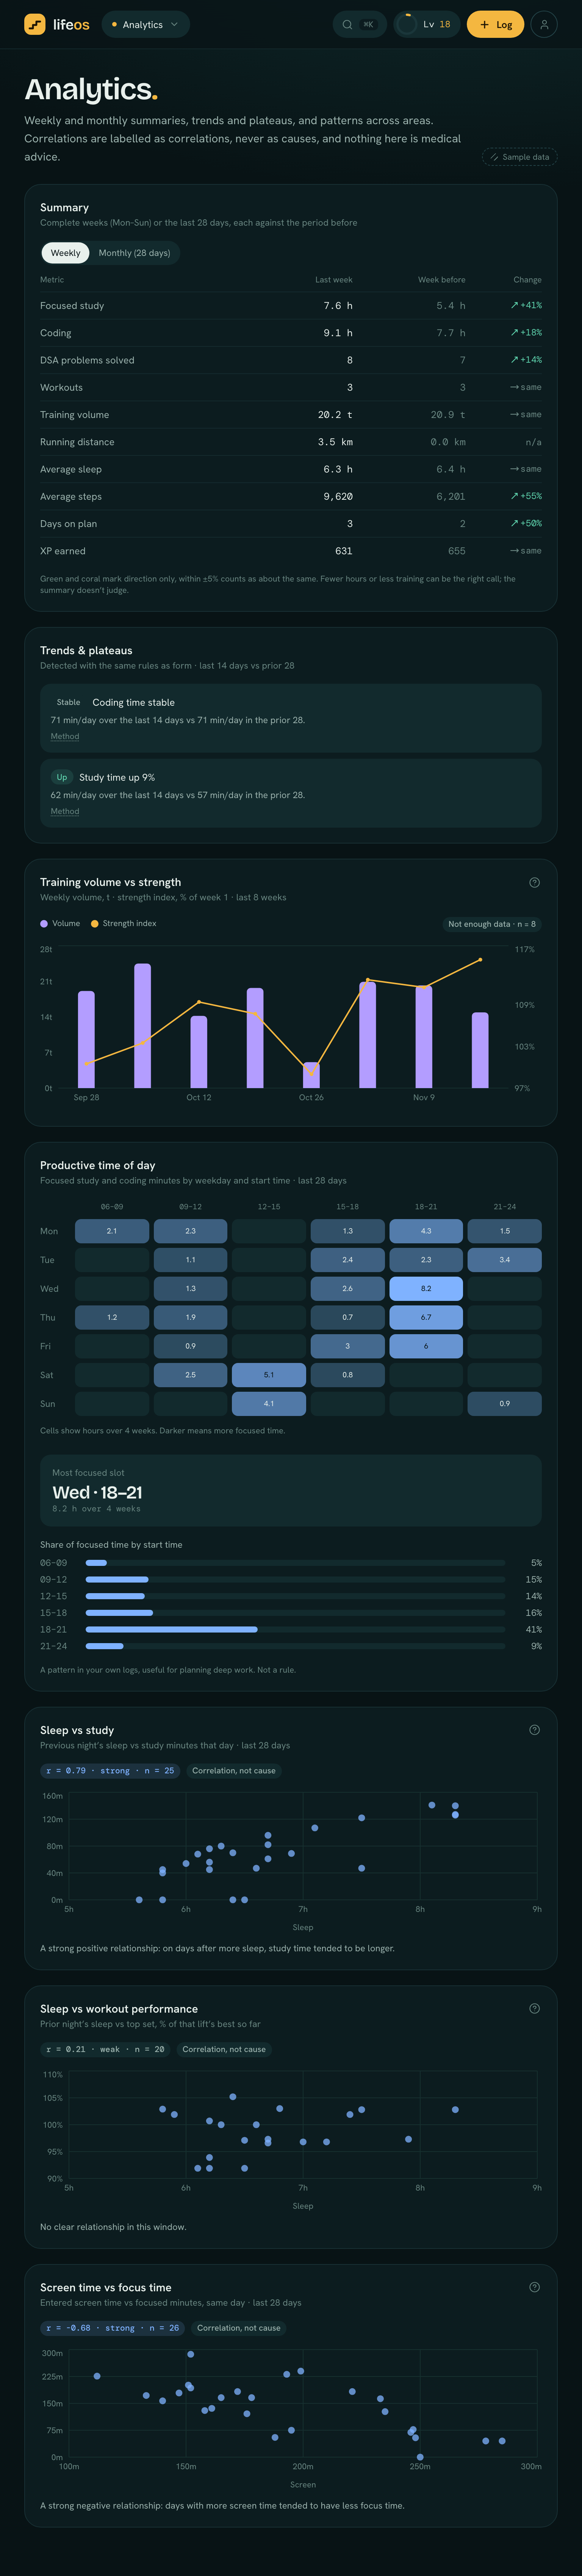 lifeos
Analytics
⌘K
Lv 18
+ Log
Analytics.
Weekly and monthly summaries, trends and plateaus, and patterns across areas.
Correlations are labelled as correlations, never as causes, and nothing here is medical
advice.
Sample data
Summary
Complete weeks (Mon–Sun) or the last 28 days, each against the period before
Weekly Monthly (28 days)
Metric Last week Week before Change
Focused study 7.6 h 5.4 h ↗ +41%
Coding 9.1 h 7.7 h ↗ +18%
DSA problems solved 8 7 ↗ +14%
Workouts 3 3 → same
Training volume 20.2 t 20.9 t → same
Running distance 3.5 km 0.0 km n/a
Average sleep 6.3 h 6.4 h → same
Average steps 9,620 6,201 ↗ +55%
Days on plan 3 2 ↗ +50%
XP earned 631 655 → same
Green and coral mark direction only, within ±5% counts as about the same. Fewer hours or less training can be the right call; the
summary doesn't judge.
Trends & plateaus
Detected with the same rules as form · last 14 days vs prior 28
Stable Coding time stable
71 min/day over the last 14 days vs 71 min/day in the prior 28.
Method
Up Study time up 9%
62 min/day over the last 14 days vs 57 min/day in the prior 28.
Method
Training volume vs strength
Weekly volume, t · strength index, % of week 1 · last 8 weeks
Volume Strength index
Not enough data · n = 8
28t 117%
21t 109%
14t 103%
7t
0t 97%
Sep 28 Oct 12 Oct 26 Nov 9
Productive time of day
Focused study and coding minutes by weekday and start time · last 28 days
06–09 09–12 12–15 15–18 18–21 21–24
Mon 2.1 2.3 1.3 4.3 1.5
Tue 1.1 2.4 2.3 3.4
Wed 1.3 2.6 8.2
Thu 1.2 1.9 0.7 6.7
Fri 0.9 3 6
Sat 2.5 5.1 0.8
Sun 4.1 0.9
Cells show hours over 4 weeks. Darker means more focused time.
Most focused slot
Wed · 18–21
8.2 h over 4 weeks
Share of focused time by start time
06–09 5%
09–12 15%
12–15 14%
15–18 16%
18–21 41%
21–24 9%
A pattern in your own logs, useful for planning deep work. Not a rule.
Sleep vs study
Previous night's sleep vs study minutes that day · last 28 days
r = 0.79 · strong · n = 25 Correlation, not cause
160m
120m
80m
40m
0m
5h 6h 7h 8h 9h
Sleep
A strong positive relationship: on days after more sleep, study time tended to be longer.
Sleep vs workout performance
Prior night's sleep vs top set, % of that lift's best so far
r = 0.21 · weak · n = 20 Correlation, not cause
110%
105%
100%
95%
90%
5h 6h 7h 8h 9h
Sleep
No clear relationship in this window.
Screen time vs focus time
Entered screen time vs focused minutes, same day · last 28 days
r = -0.68 · strong · n = 26 Correlation, not cause
300m
225m
150m
75m
0m
100m 150m 200m 250m 300m
Screen
A strong negative relationship: days with more screen time tended to have less focus time.